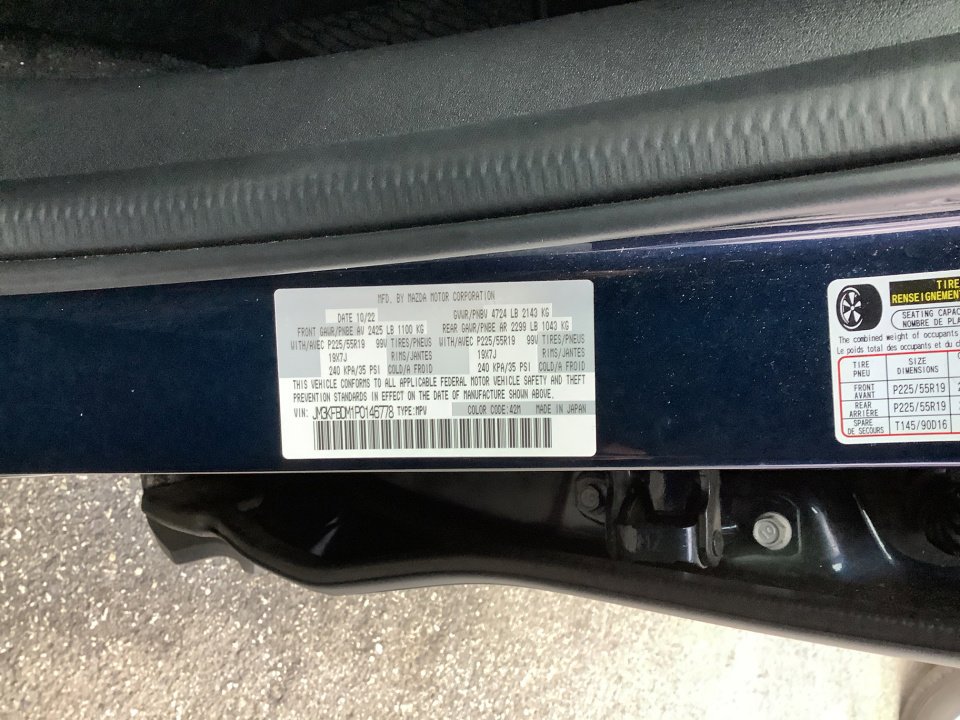 MFD. BY MAZDA MOTOR CORPORATION
DATE 10/22 GVWR/PNBV 4724 LB 2143 KG
FRONT GAWR/PNBE AV 2425 LB 1100 KG REAR GAWR/PNBE AR 2299 LB 1043 KG
WITH/AVEC P225/55R19 99V TIRES/PNEUS WITH/AVEC P225/55R19 99V TIRES/PNEUS
19X7J RIMS/JANTES 19X7J RIMS/JANTES
240 KPA/35 PSI COLD/A FROID 240 KPA/35 PSI COLD/A FROID
THIS VEHICLE CONFORMS TO ALL APPLICABLE FEDERAL MOTOR VEHICLE SAFETY AND THEFT
PREVENTION STANDARDS IN EFFECT ON THE DATE OF MANUFACTURE SHOWN ABOVE.
VIN: JM3KFBDM1P0146778 TYPE:MPV COLOR CODE:42M MADE IN JAPAN
TIRE
RENSEIGNEMENT
SEATING CAPAC
NOMBRE DE PLA
The combined weight of occupants
Le poids total des occupants et du ch
TIRE SIZE
PNEU DIMENSIONS
FRONT
AVANT P225/55R19
REAR
ARRIÈRE P225/55R19
SPARE
DE SECOURS T145/90D16